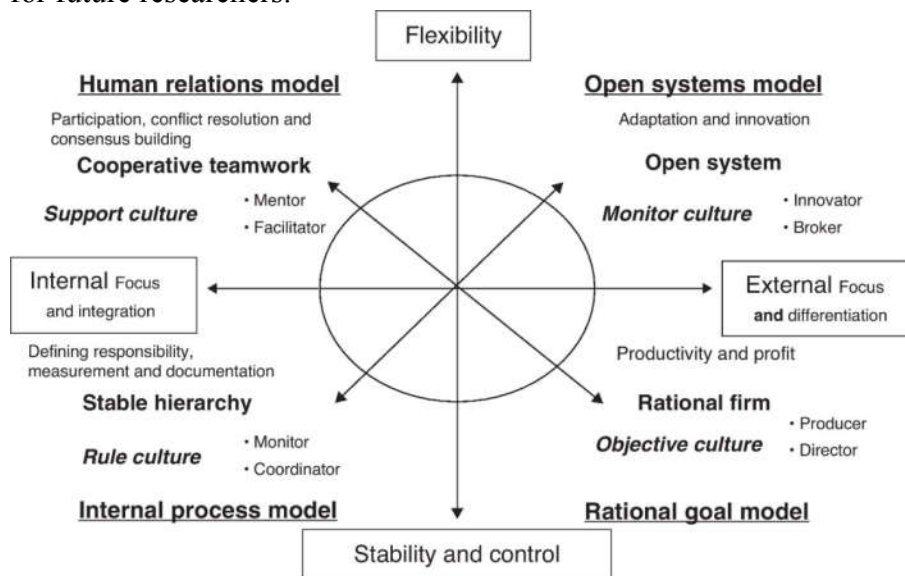 for future researchers.
Flexibility
Human relations model
Participation, conflict resolution and
consensus building
Cooperative teamwork
Support culture
• Mentor
• Facilitator
Open systems model
Adaptation and innovation
Open system
Monitor culture
• Innovator
• Broker
Internal Focus
and integration
External Focus
and differentiation
Defining responsibility,
measurement and documentation
Stable hierarchy
Rule culture
• Monitor
• Coordinator
Internal process model
Productivity and profit
Rational firm
Objective culture
• Producer
• Director
Rational goal model
Stability and control